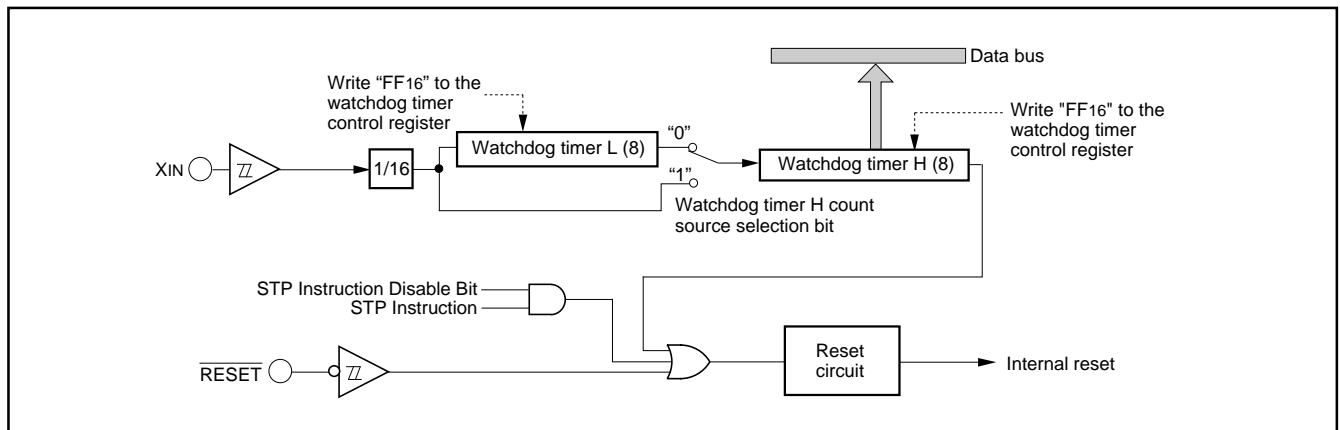 Data bus
Write “FF16” to the
watchdog timer
control register
Write "FF16" to the
watchdog timer
control register
XIN
1/16
Watchdog timer L (8)
“0”
Watchdog timer H (8)
“1”
Watchdog timer H count
source selection bit
STP Instruction Disable Bit
STP Instruction
RESET
Reset
circuit
Internal reset